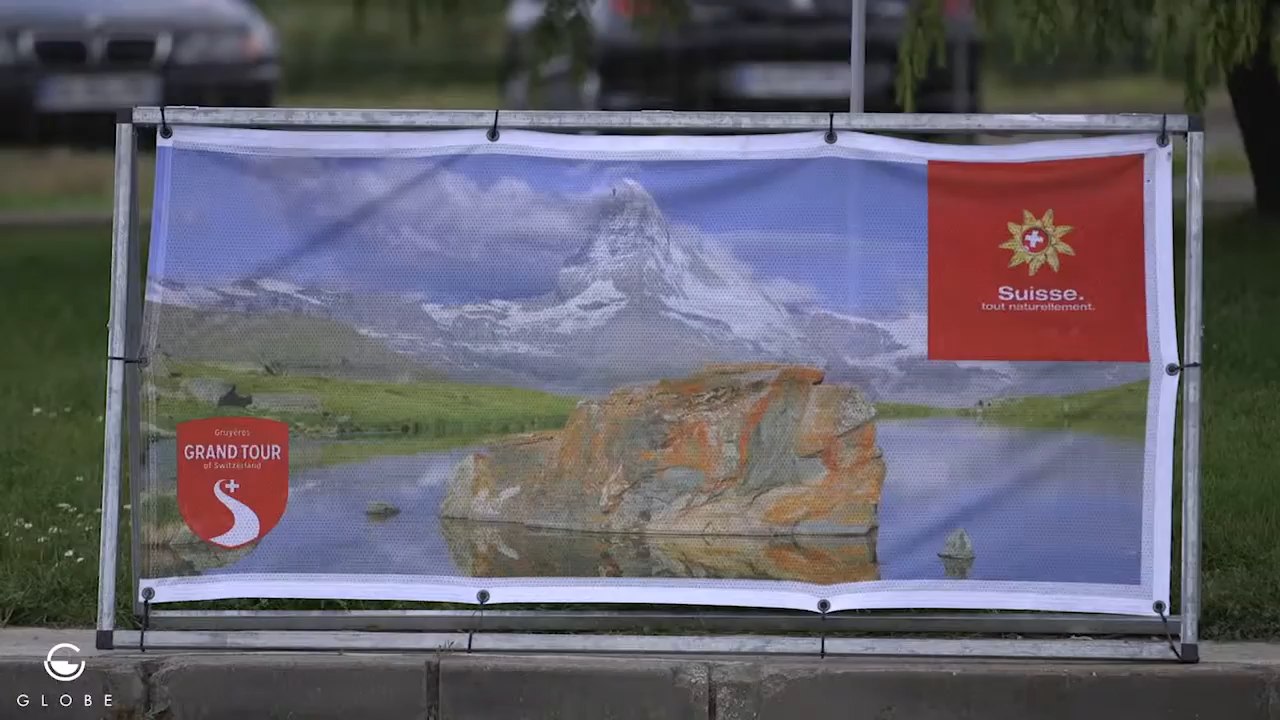 Suisse.
tout naturellement.
Gruyères
GRAND TOUR
of Switzerland
GLOBE